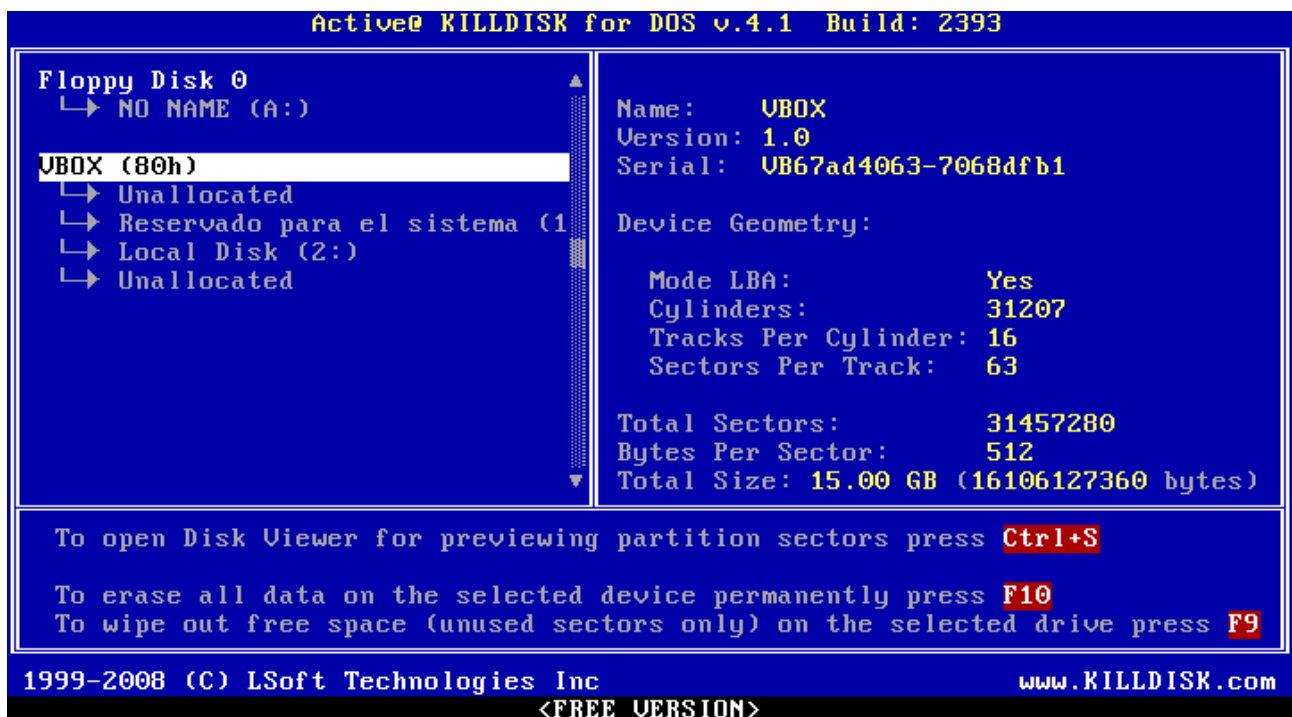 Active@ KILLDISK for DOS v.4.1 Build: 2393
Floppy Disk 0
NO NAME (A:)
VBOX (80h)
Unallocated
Reservado para el sistema (1
Local Disk (2:)
Unallocated
Name: VBOX
Version: 1.0
Serial: VB67ad4063-7068dfb1
Device Geometry:
Mode LBA: Yes
Cylinders: 31207
Tracks Per Cylinder: 16
Sectors Per Track: 63
Total Sectors: 31457280
Bytes Per Sector: 512
Total Size: 15.00 GB (16106127360 bytes)
To open Disk Viewer for previewing partition sectors press Ctrl+S
To erase all data on the selected device permanently press F10
To wipe out free space (unused sectors only) on the selected drive press F9
1999-2008 (C) LSoft Technologies Inc www.KILLDISK.com
<FREE VERSION>